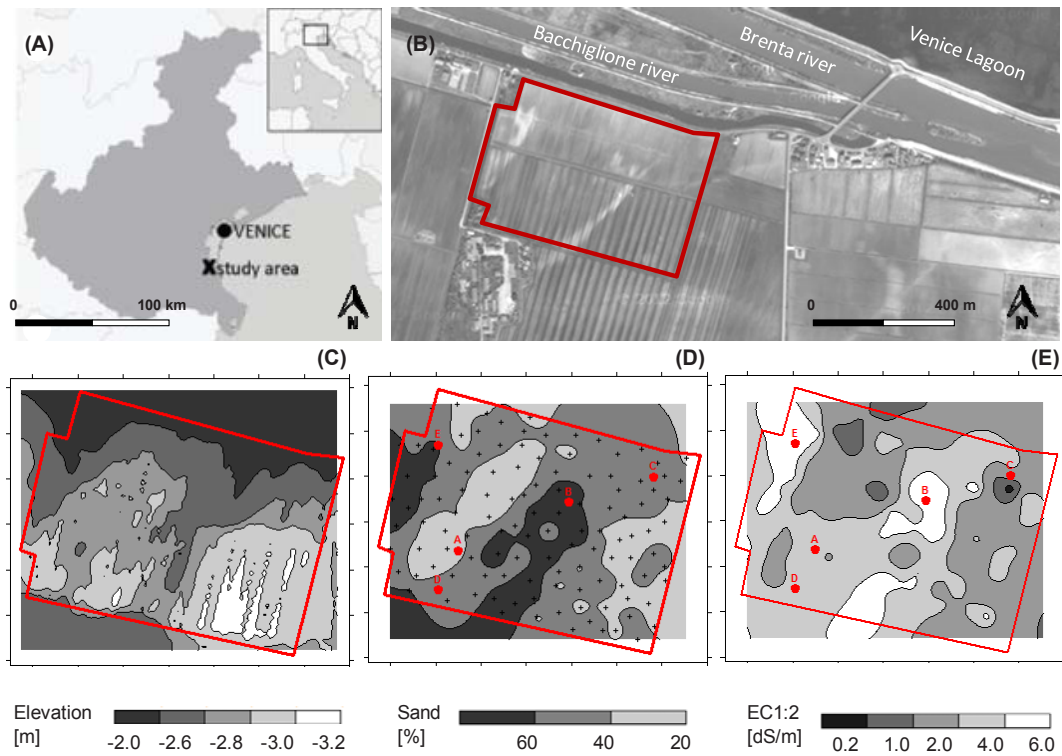 (A)
VENICE
X study area
0 100 km
N
(B)
Bacchiglione river
Brenta river
Venice Lagoon
0 400 m
N
(C)
(D)
E
C
B
A
D
(E)
E
C
B
A
D
Elevation
[m]
-2.0 -2.6 -2.8 -3.0 -3.2
Sand
[%]
60 40 20
EC1:2
[dS/m]
0.2 1.0 2.0 4.0 6.0